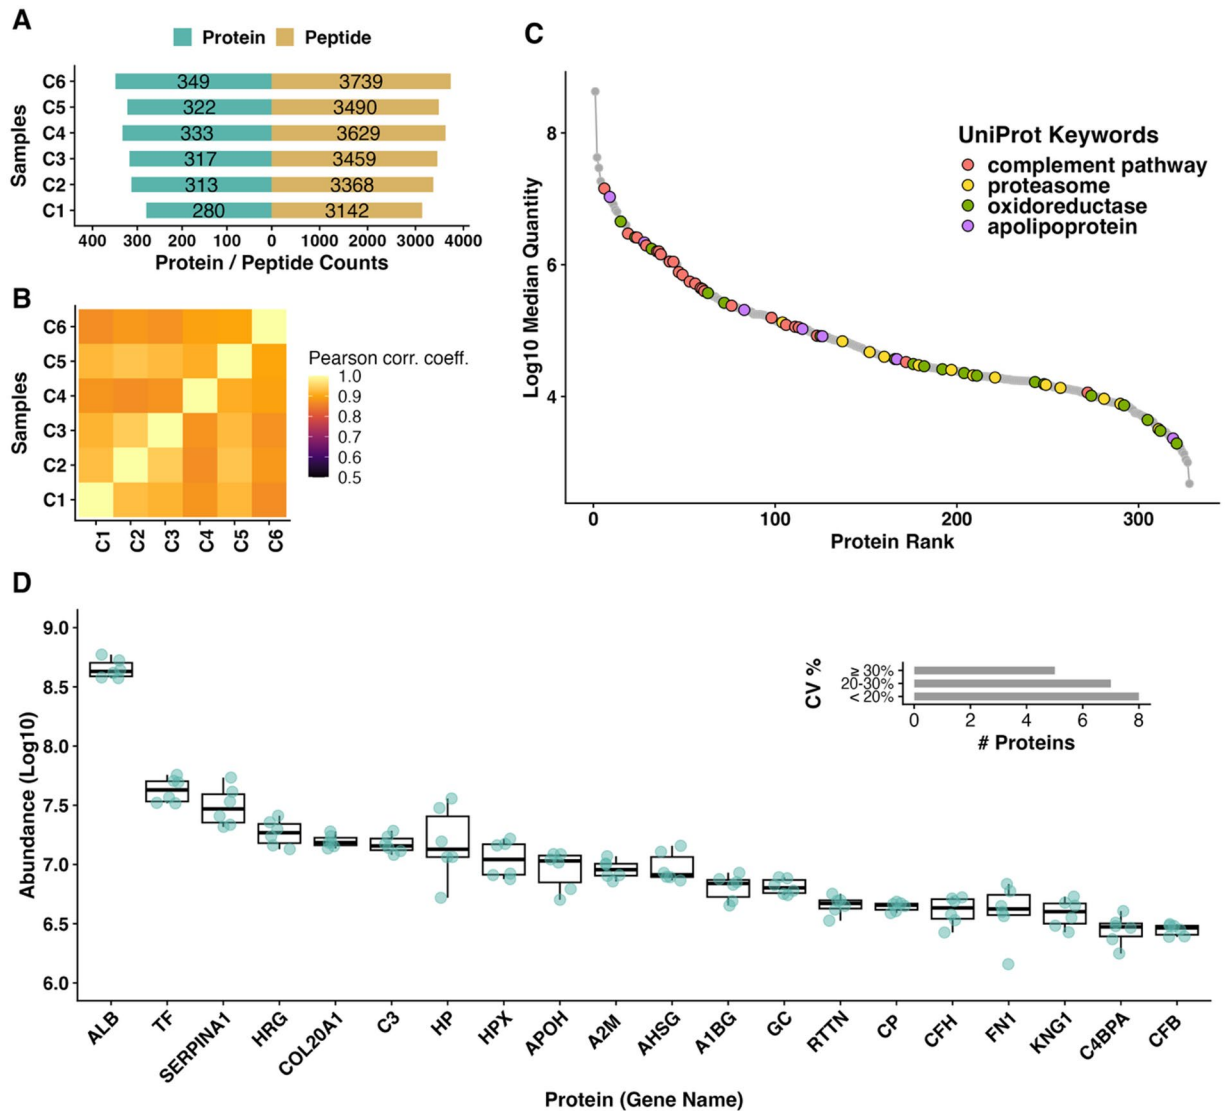 A
Protein Peptide
Samples
C6 349 3739
C5 322 3490
C4 333 3629
C3 317 3459
C2 313 3368
C1 280 3142
400 300 200 100 0 1000 2000 3000 4000
Protein / Peptide Counts
B
Samples
C6
C5
C4
C3
C2
C1
C1 C2 C3 C4 C5 C6
Pearson corr. coeff.
1.0
0.9
0.8
0.7
0.6
0.5
C
Log10 Median Quantity
8
6
4
0 100 200 300
Protein Rank
UniProt Keywords
complement pathway
proteasome
oxidoreductase
apolipoprotein
D
Abundance (Log10)
9.0
8.5
8.0
7.5
7.0
6.5
6.0
CV %
≥ 30%
20-30%
< 20%
0 2 4 6 8
# Proteins
ALB TF SERPINA1 HRG COL20A1 C3 HP HPX APOH A2M AHSG A1BG GC RTTN CP CFH FN1 KNG1 C4BPA CFB
Protein (Gene Name)